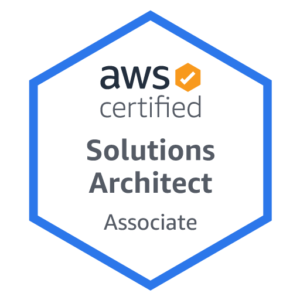 aws
certified
Solutions
Architect
Associate